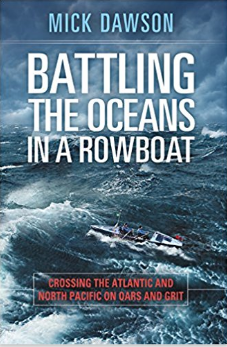 MICK DAWSON
BATTLING
THE OCEANS
IN A ROWBOAT
CROSSING THE ATLANTIC AND
NORTH PACIFIC ON OARS AND GRIT